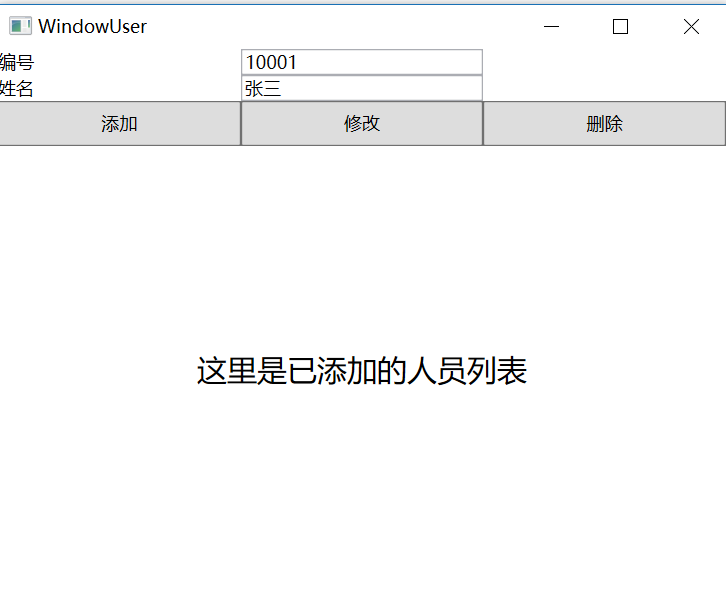 WindowUser
编号 10001
姓名 张三
添加 修改 删除
这里是已添加的人员列表